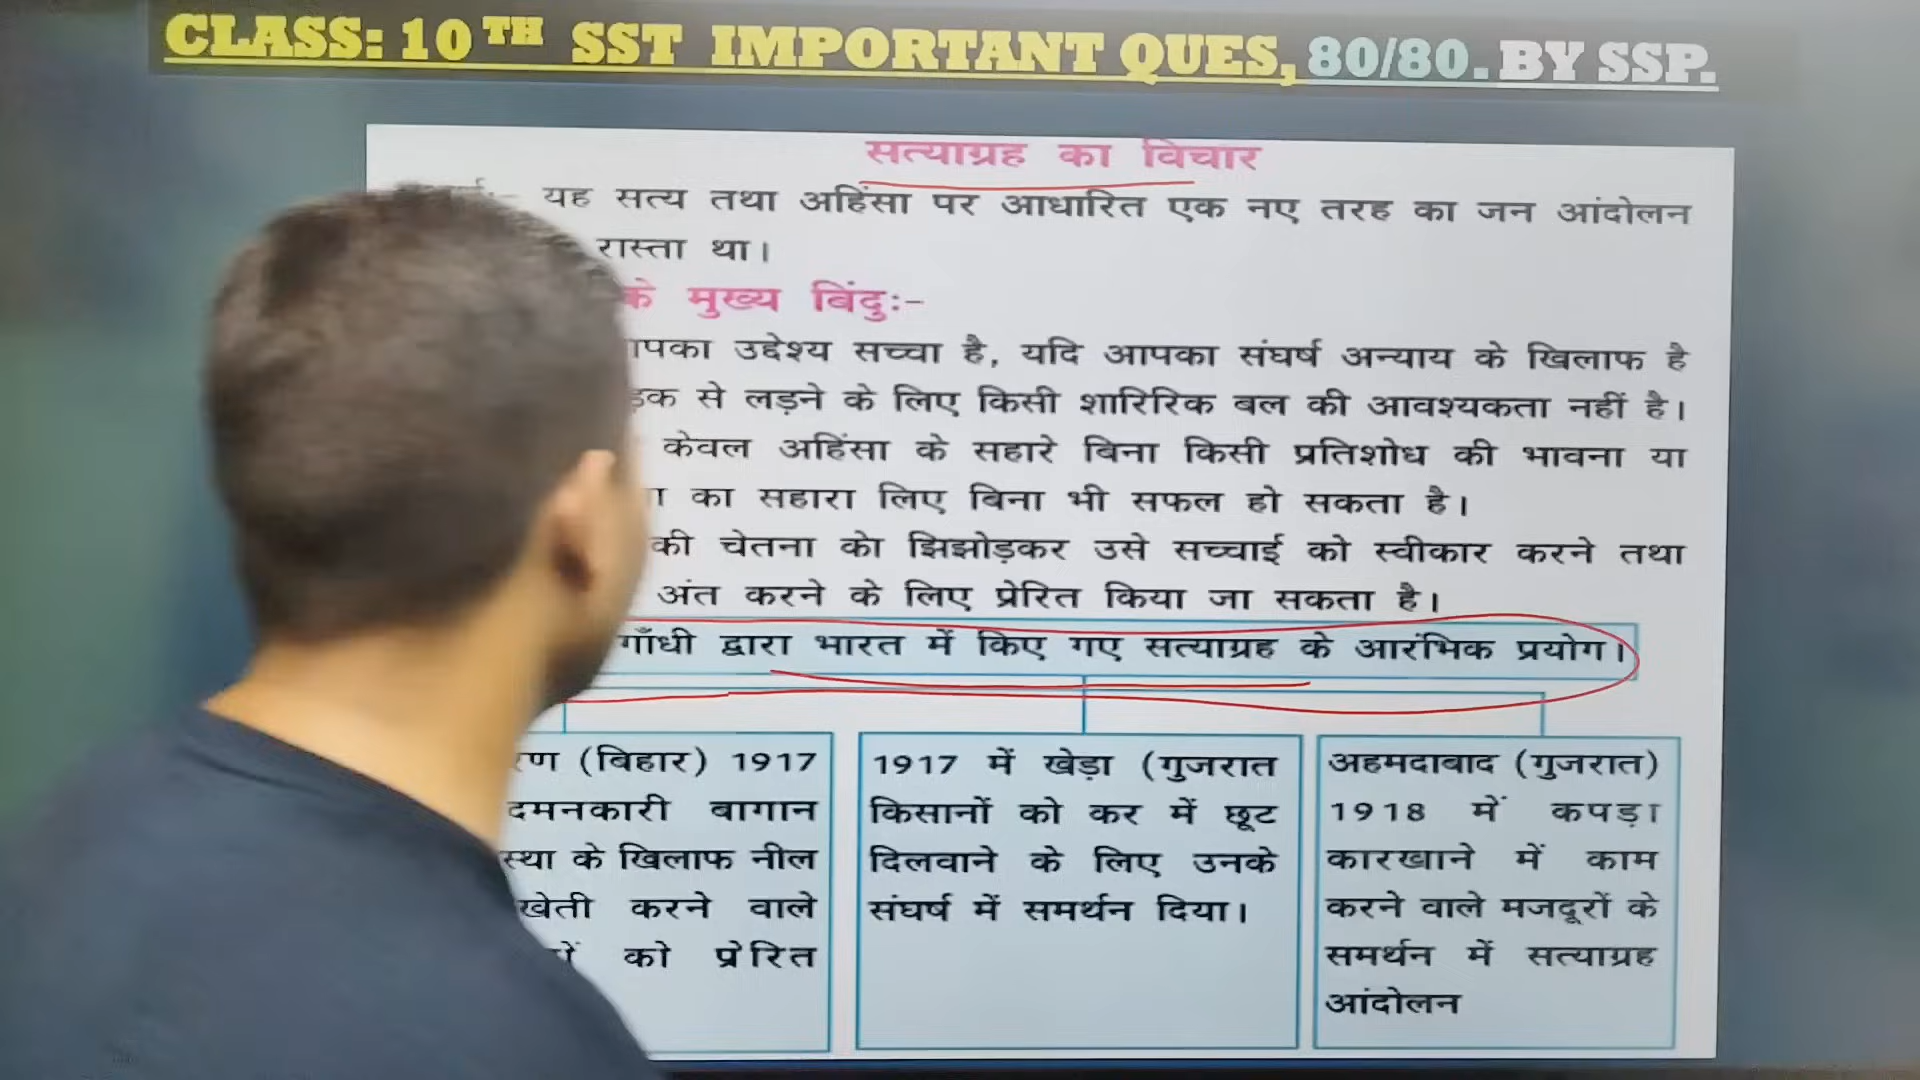 CLASS: 10TH SST IMPORTANT QUES, 80/80. BY SSP.
सत्याग्रह का विचार
यह सत्य तथा अहिंसा पर आधारित एक नए तरह का जन आंदोलन
रास्ता था।
के मुख्य बिंदुः-
उद्देश्य सच्चा है, यदि आपका संघर्ष अन्याय के खिलाफ है
से लड़ने के लिए किसी शारिरिक बल की आवश्यकता नहीं है।
केवल अहिंसा के सहारे बिना किसी प्रतिशोध की भावना या
का सहारा लिए बिना भी सफल हो सकता है।
की चेतना को झिझोड़कर उसे सच्चाई को स्वीकार करने तथा
अंत करने के लिए प्रेरित किया जा सकता है।
गाँधी द्वारा भारत में किए गए सत्याग्रह के आरंभिक प्रयोग।
(बिहार) 1917
दमनकारी बागान
के खिलाफ नील
खेती करने वाले
को प्रेरित
1917 में खेड़ा (गुजरात
किसानों को कर में छूट
दिलवाने के लिए उनके
संघर्ष में समर्थन दिया।
अहमदाबाद (गुजरात)
1918 में कपड़ा
कारखाने में काम
करने वाले मजदूरों के
समर्थन में सत्याग्रह
आंदोलन